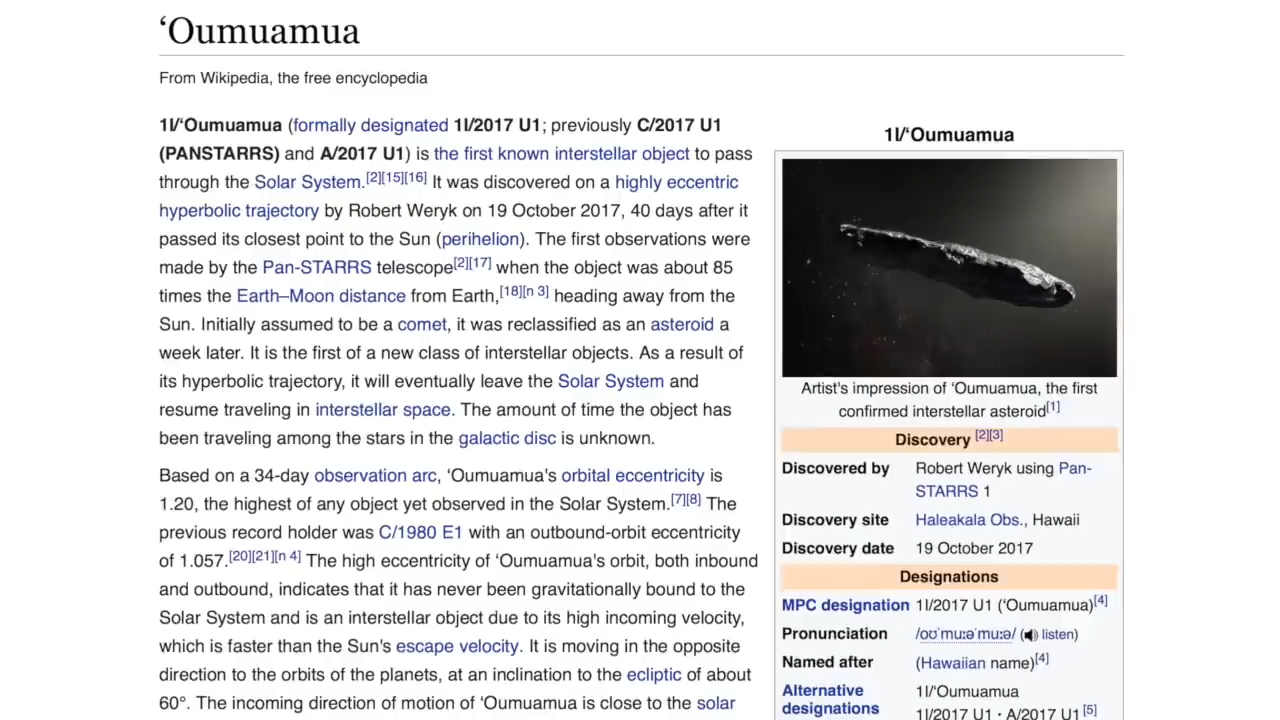 ʻOumuamua
From Wikipedia, the free encyclopedia
1I/ʻOumuamua (formally designated 1I/2017 U1; previously C/2017 U1
(PANSTARRS) and A/2017 U1) is the first known interstellar object to pass
through the Solar System.[2][15][16] It was discovered on a highly eccentric
hyperbolic trajectory by Robert Weryk on 19 October 2017, 40 days after it
passed its closest point to the Sun (perihelion). The first observations were
made by the Pan-STARRS telescope[2][17] when the object was about 85
times the Earth–Moon distance from Earth,[18][n 3] heading away from the
Sun. Initially assumed to be a comet, it was reclassified as an asteroid a
week later. It is the first of a new class of interstellar objects. As a result of
its hyperbolic trajectory, it will eventually leave the Solar System and
resume traveling in interstellar space. The amount of time the object has
been traveling among the stars in the galactic disc is unknown.
Based on a 34-day observation arc, ʻOumuamua's orbital eccentricity is
1.20, the highest of any object yet observed in the Solar System.[7][8] The
previous record holder was C/1980 E1 with an outbound-orbit eccentricity
of 1.057.[20][21][n 4] The high eccentricity of ʻOumuamua's orbit, both inbound
and outbound, indicates that it has never been gravitationally bound to the
Solar System and is an interstellar object due to its high incoming velocity,
which is faster than the Sun's escape velocity. It is moving in the opposite
direction to the orbits of the planets, at an inclination to the ecliptic of about
60°. The incoming direction of motion of ʻOumuamua is close to the solar
1I/ʻOumuamua
Artist's impression of ʻOumuamua, the first
confirmed interstellar asteroid[1]
Discovery [2][3]
Discovered by Robert Weryk using Pan-
STARRS 1
Discovery site Haleakala Obs., Hawaii
Discovery date 19 October 2017
Designations
MPC designation 1I/2017 U1 (ʻOumuamua)[4]
Pronunciation /oʊˈmuːəˈmuːə/ (listen)
Named after (Hawaiian name)[4]
Alternative 1I/ʻOumuamua
designations 1I/2017 U1 · A/2017 U1 [5]